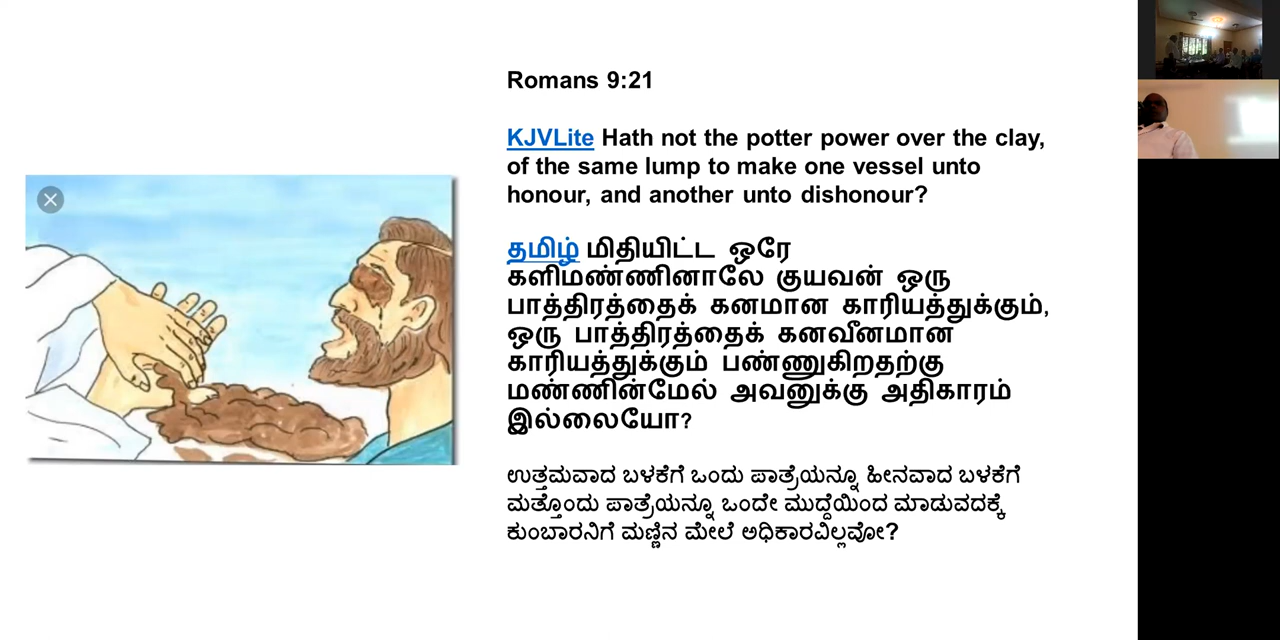 Romans 9:21
KJVLite Hath not the potter power over the clay,
of the same lump to make one vessel unto
honour, and another unto dishonour?
தமிழ் மிதியிட்ட ஒரே
களிமண்ணினாலே குயவன் ஒரு
பாத்திரத்தைக் கனமான காரியத்துக்கும்,
ஒரு பாத்திரத்தைக் கனவீனமான
காரியத்துக்கும் பண்ணுகிறதற்கு
மண்ணின்மேல் அவனுக்கு அதிகாரம்
இல்லையோ?
ಉತ್ತಮವಾದ ಬಳಕೆಗೆ ಒಂದು ಪಾತ್ರೆಯನ್ನೂ ಹೀನವಾದ ಬಳಕೆಗೆ
ಮತ್ತೊಂದು ಪಾತ್ರೆಯನ್ನೂ ಒಂದೇ ಮುದ್ದೆಯಿಂದ ಮಾಡುವದಕ್ಕೆ
ಕುಂಬಾರನಿಗೆ ಮಣ್ಣಿನ ಮೇಲೆ ಅಧಿಕಾರವಿಲ್ಲವೋ?